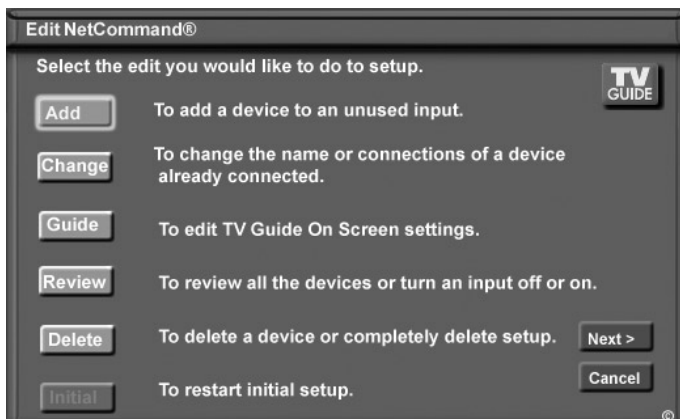 Edit NetCommand®
Select the edit you would like to do to setup.
TV
GUIDE
Add To add a device to an unused input.
Change To change the name or connections of a device
already connected.
Guide To edit TV Guide On Screen settings.
Review To review all the devices or turn an input off or on.
Delete To delete a device or completely delete setup.
Next >
Initial To restart initial setup.
Cancel
©